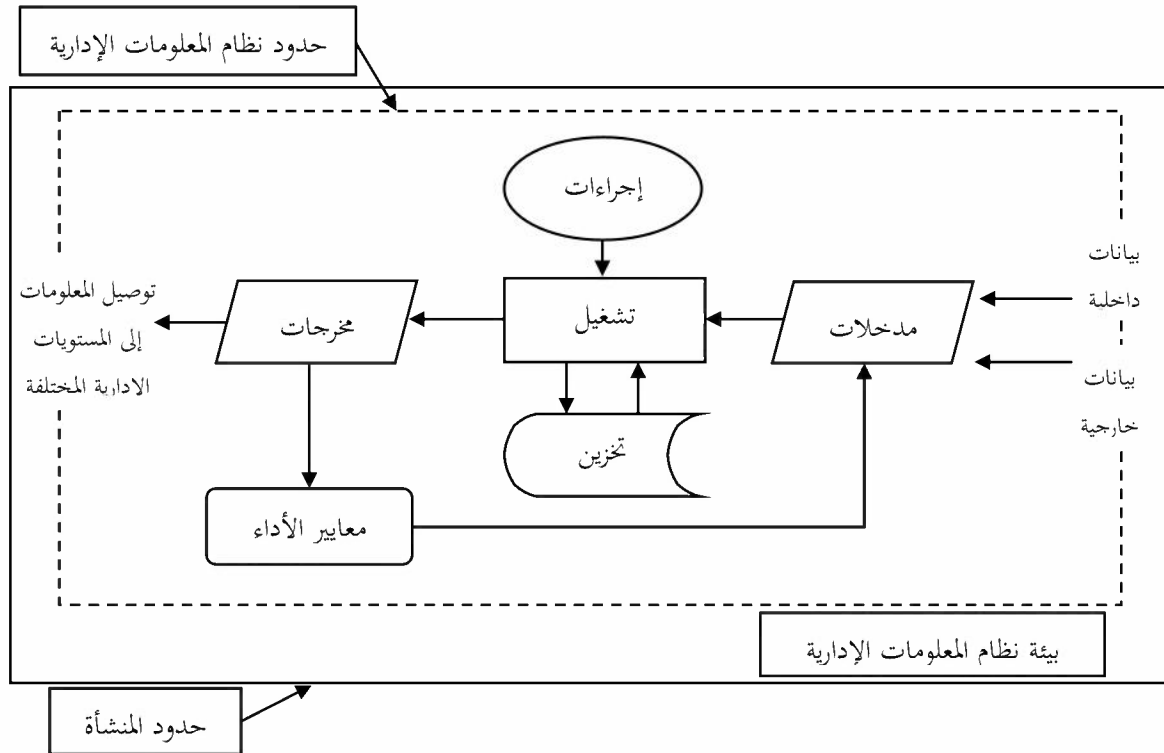 حدود نظام المعلومات الإدارية
إجراءات
بيانات
داخلية
بيانات
خارجية
مدخلات
تشغيل
تخزين
مخرجات
توصيل المعلومات
إلى المستويات
الادارية المختلفة
معايير الأداء
بيئة نظام المعلومات الإدارية
حدود المنشأة